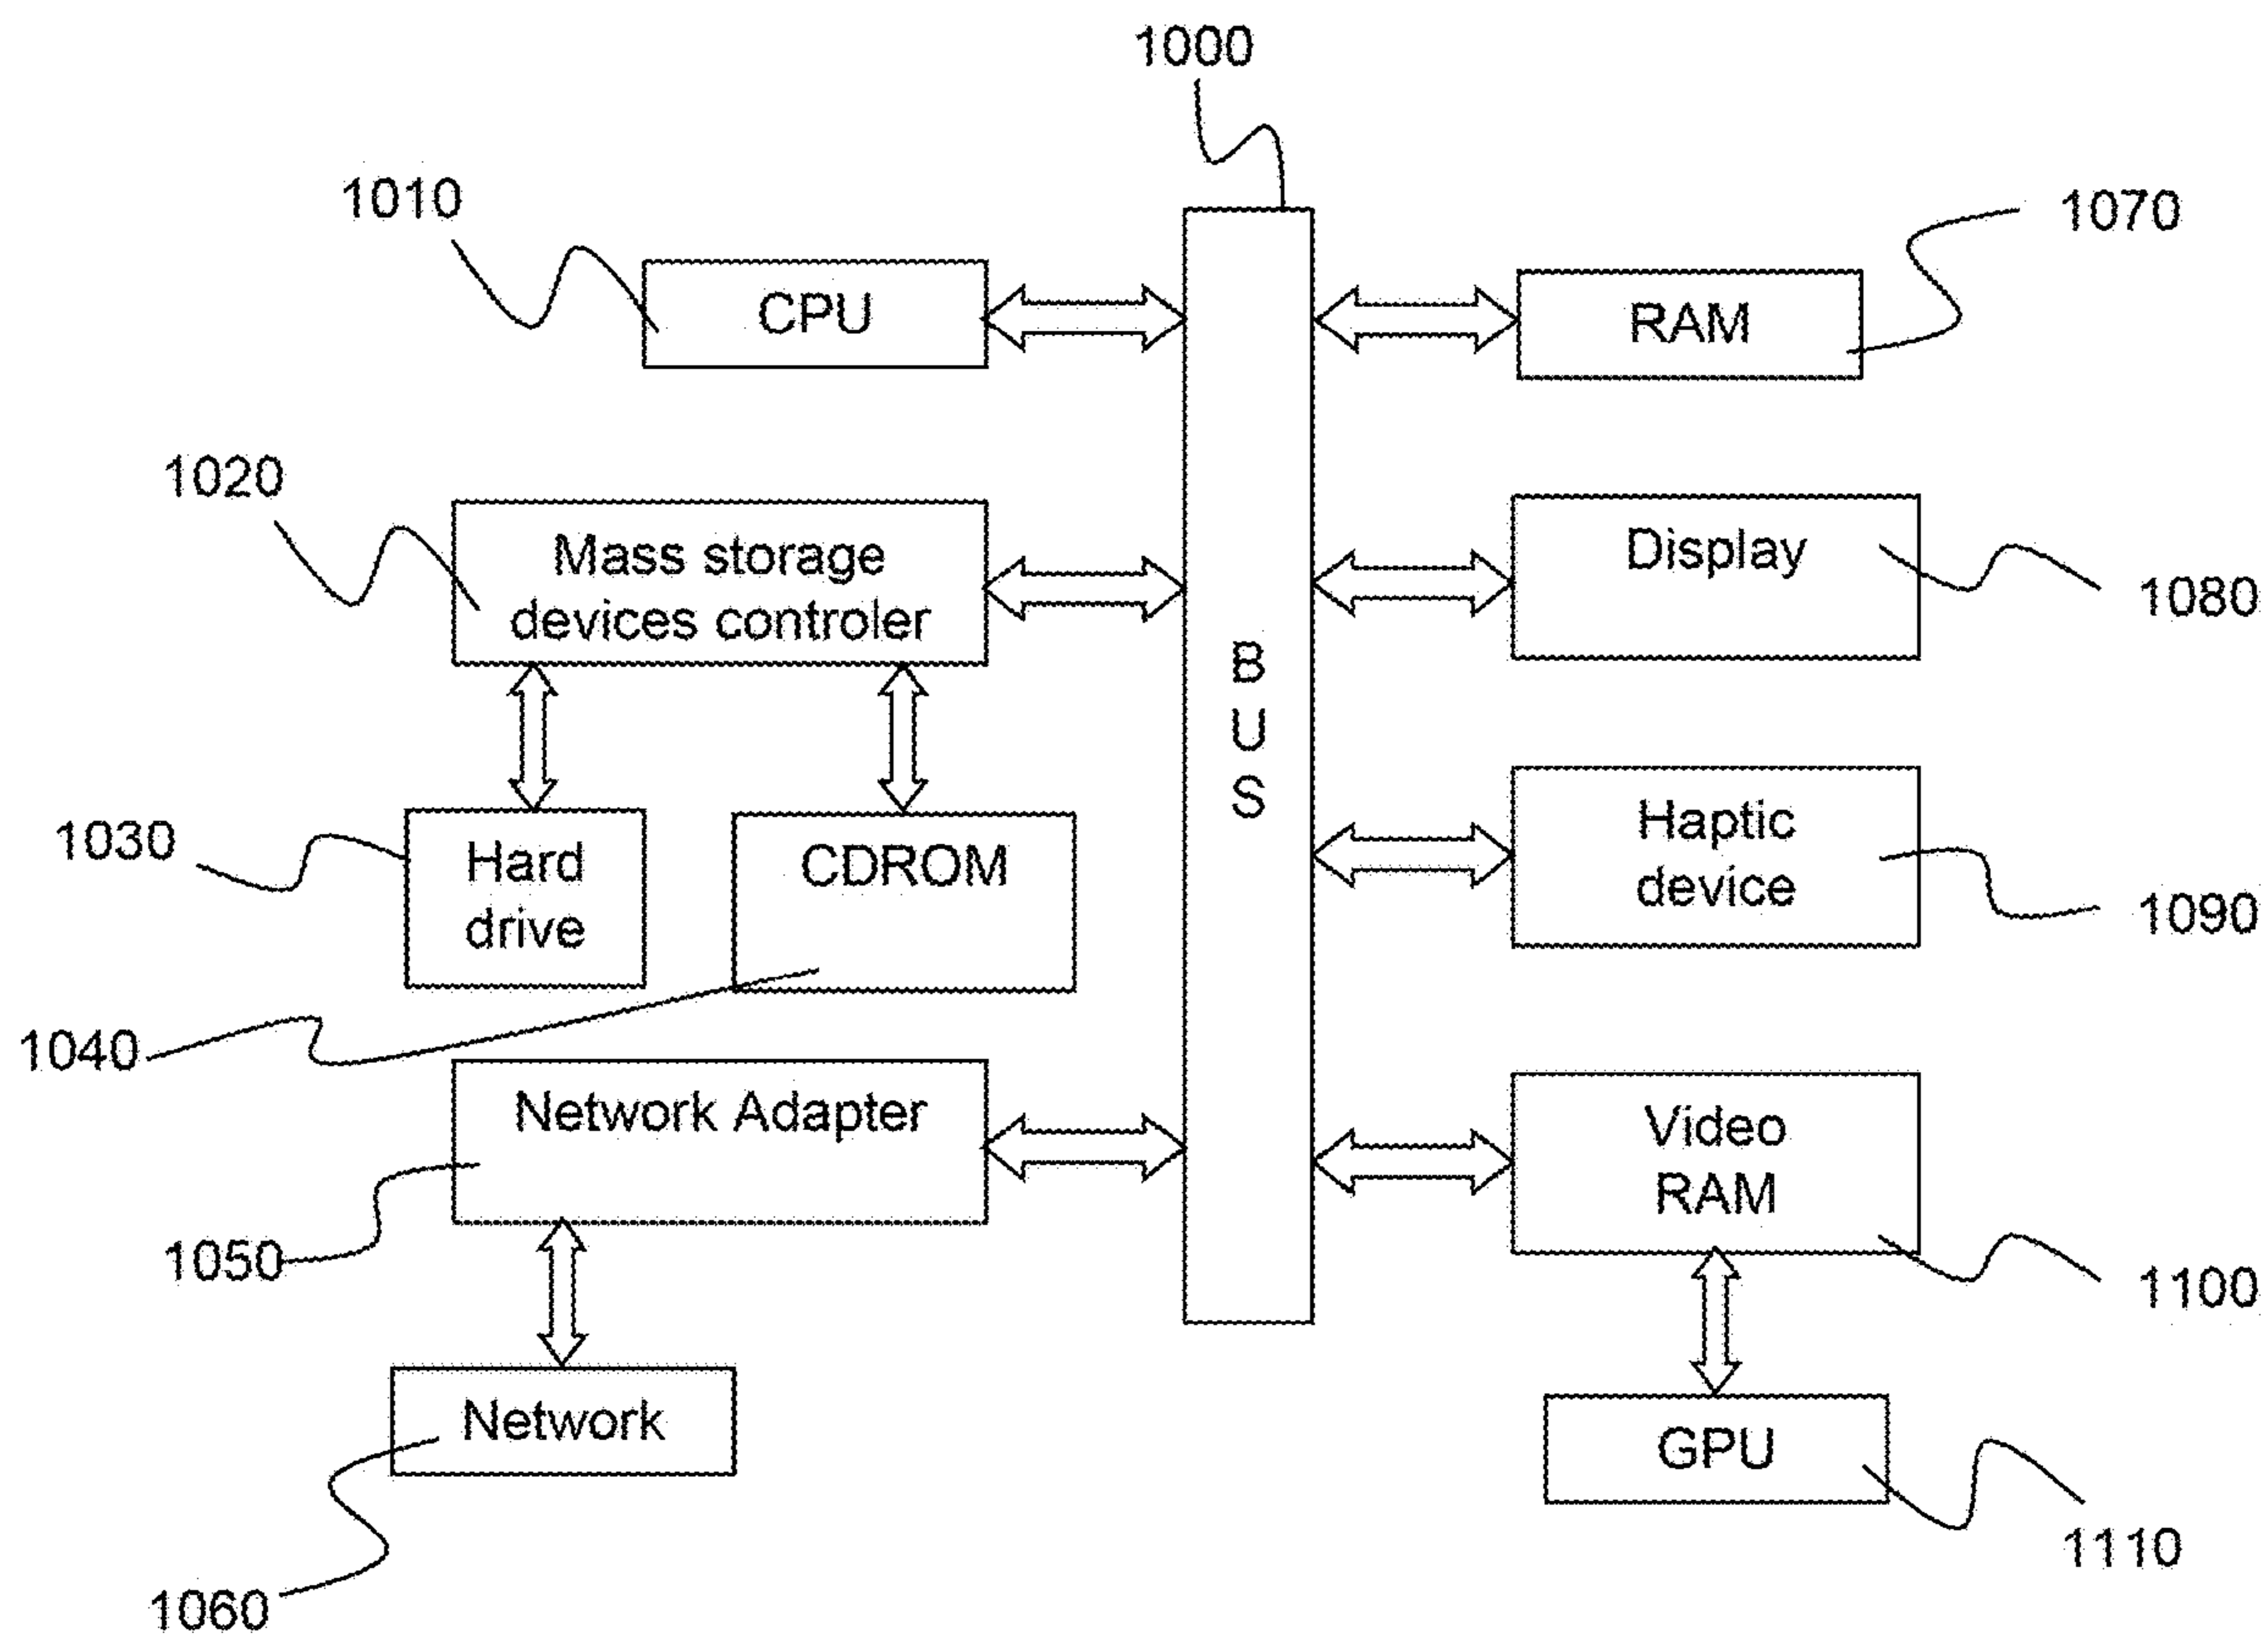 1000
1010
CPU
RAM
1070
1020
Mass storage
devices controler
Display
1080
B
U
S
1030
Hard
drive
CDROM
Haptic
device
1090
1040
Network Adapter
Video
RAM
1050
1100
Network
GPU
1060
1110